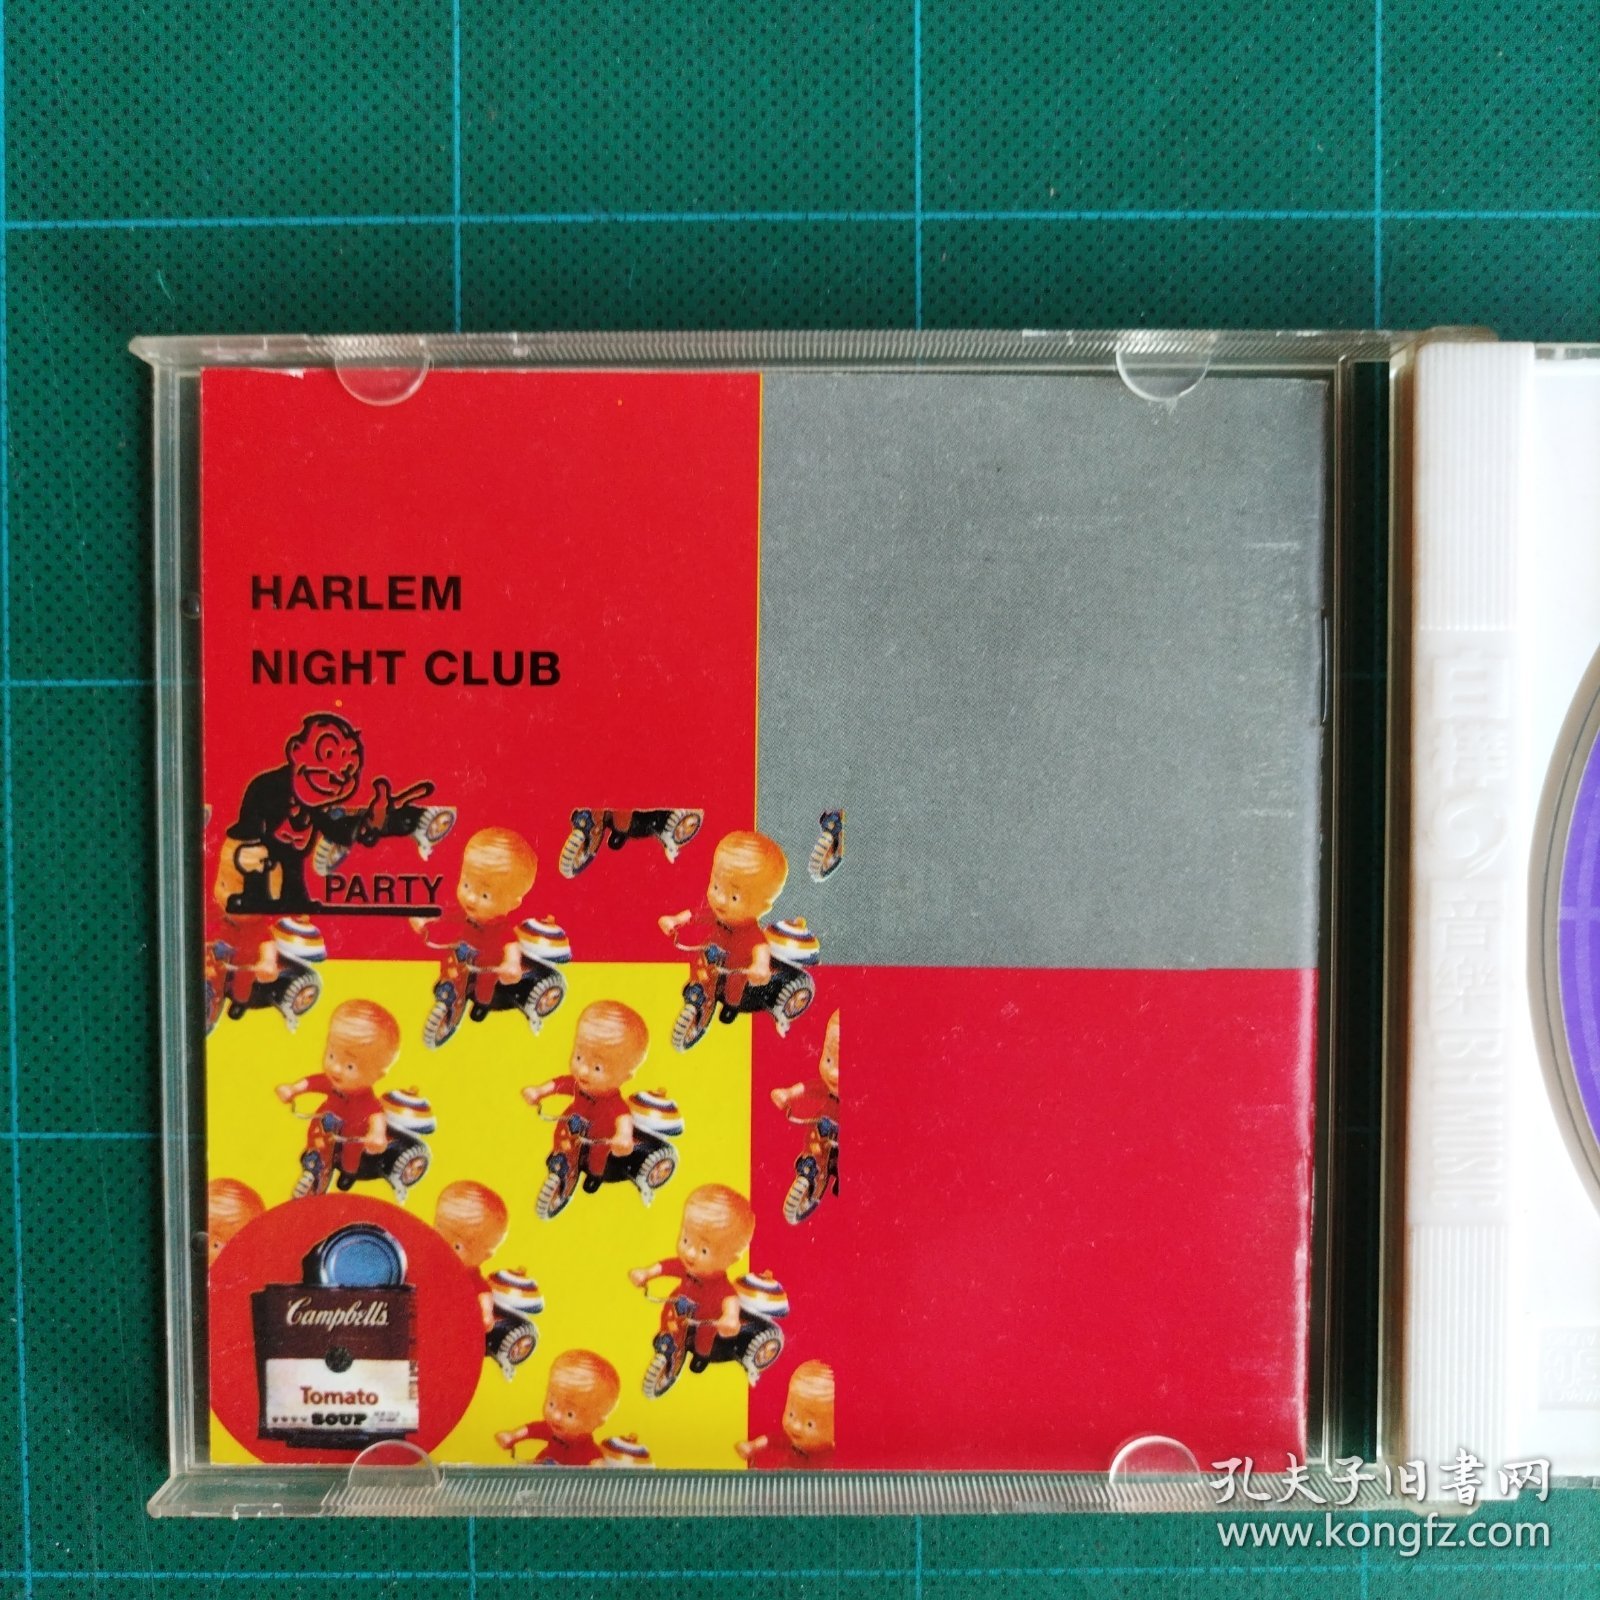 HARLEM
NIGHT CLUB
PARTY
Campbell's
Tomato
SOUP
音樂
孔夫子旧书网
www.kongfz.com